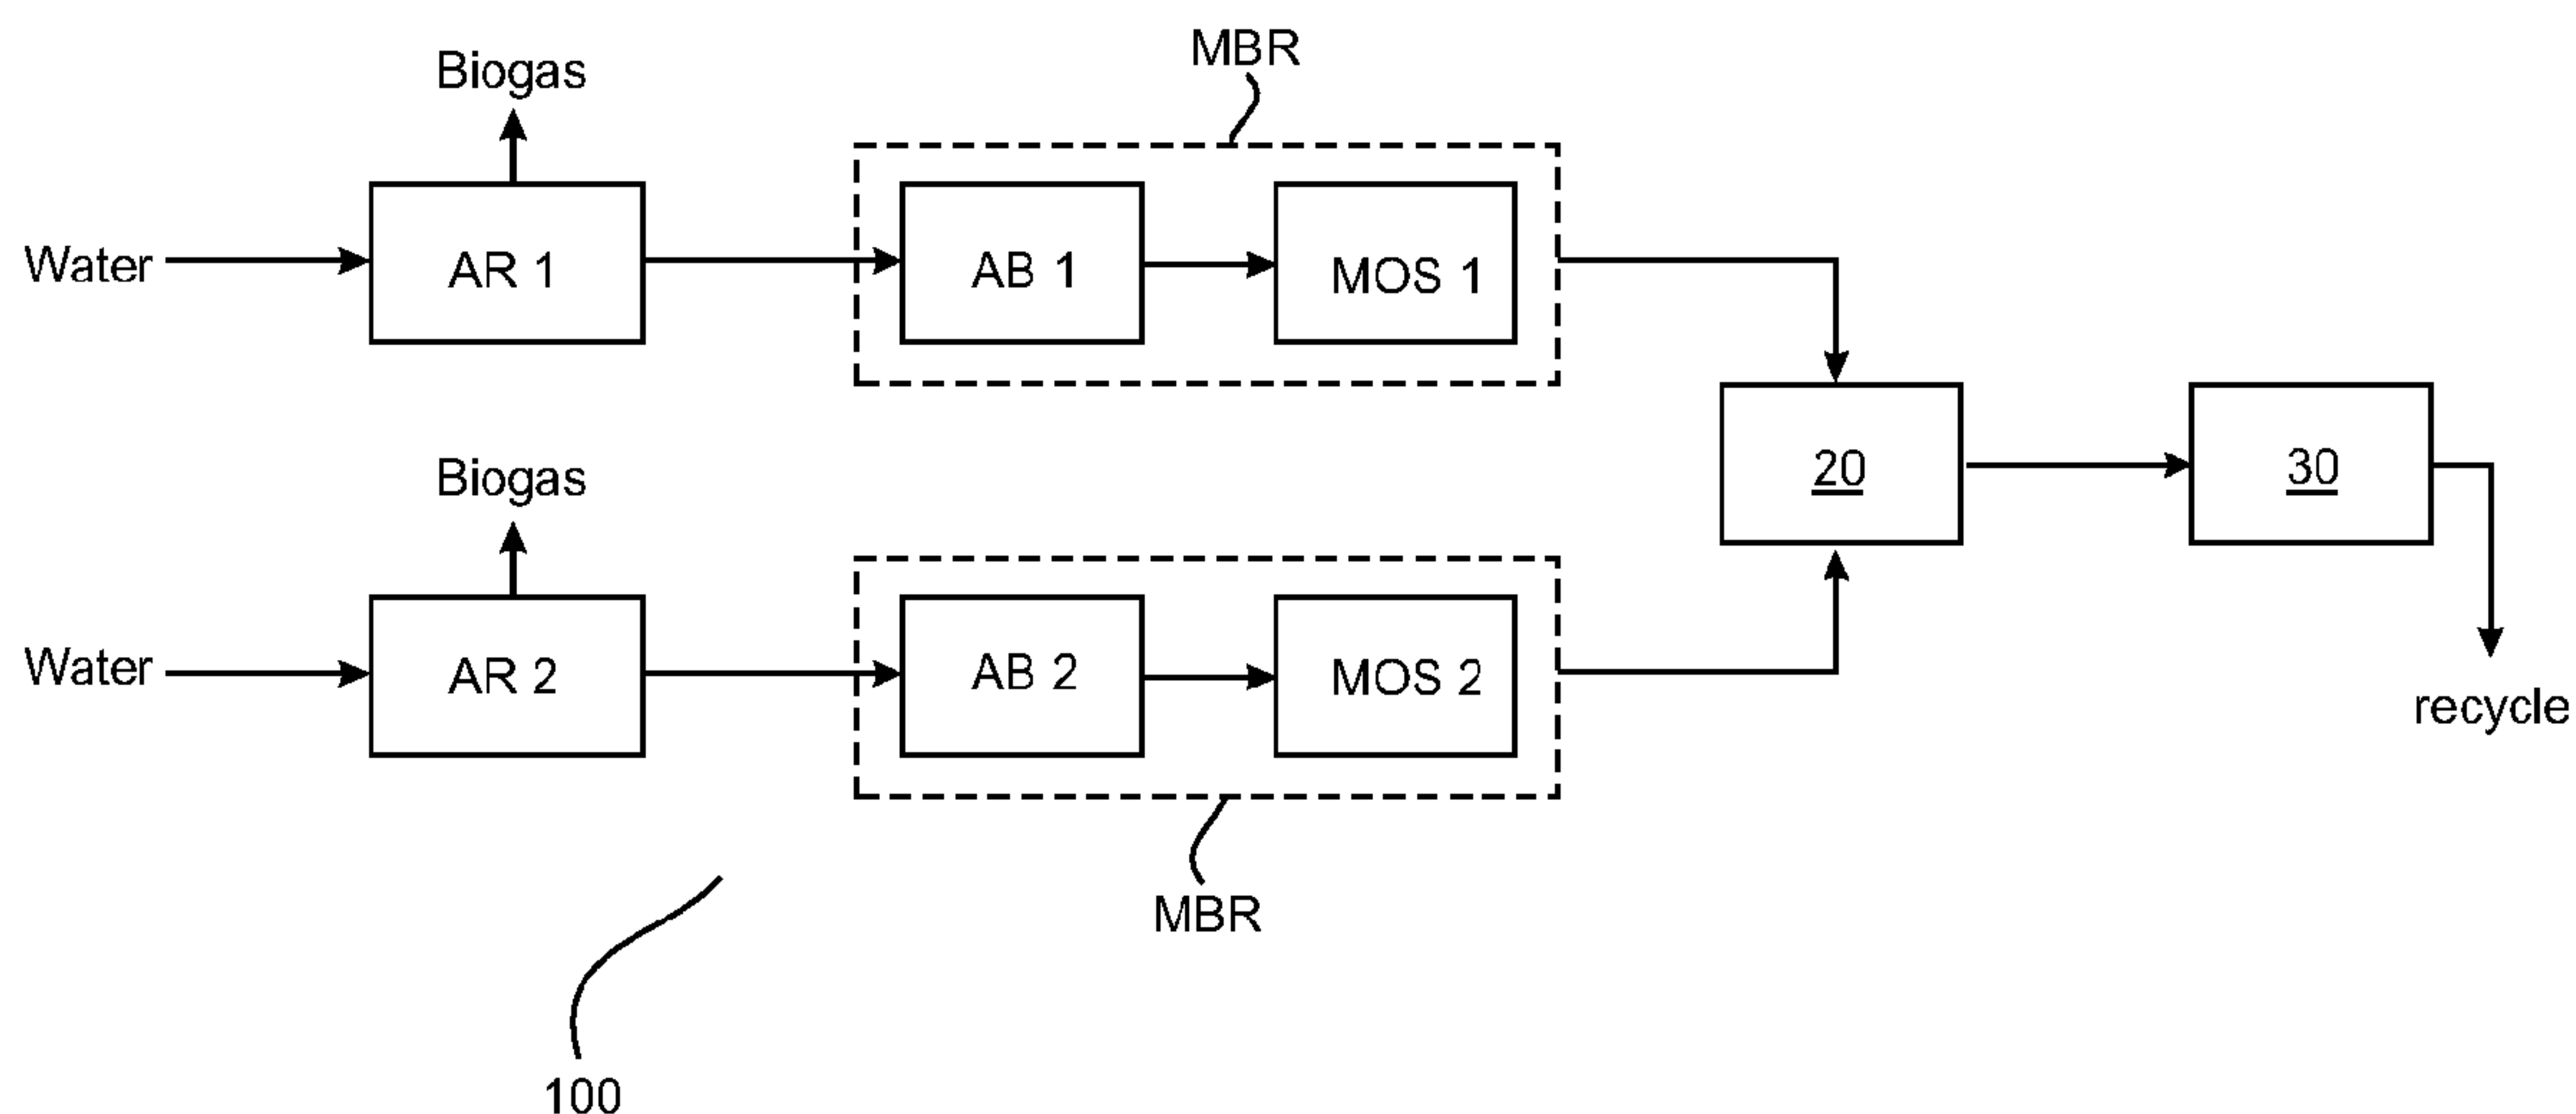 MBR
Biogas
Water
AR 1
AB 1
MOS 1
20
30
Biogas
Water
AR 2
AB 2
MOS 2
recycle
MBR
100